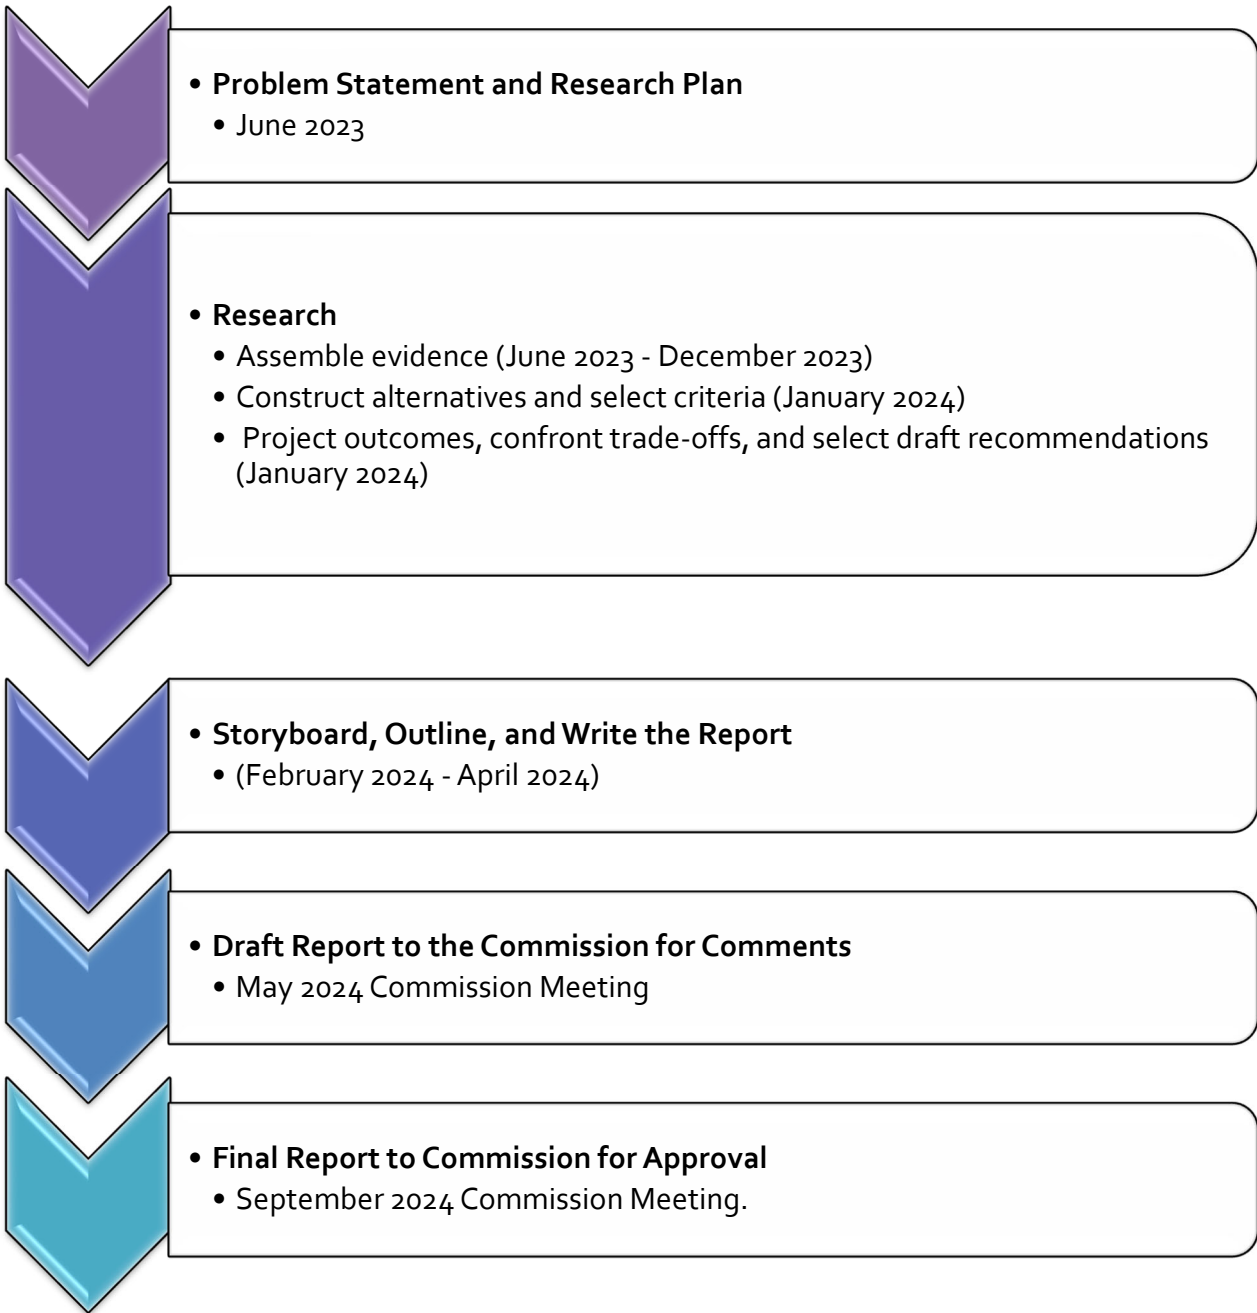 • Problem Statement and Research Plan
• June 2023
• Research
• Assemble evidence (June 2023 - December 2023)
• Construct alternatives and select criteria (January 2024)
• Project outcomes, confront trade-offs, and select draft recommendations
(January 2024)
• Storyboard, Outline, and Write the Report
• (February 2024 - April 2024)
• Draft Report to the Commission for Comments
• May 2024 Commission Meeting
• Final Report to Commission for Approval
• September 2024 Commission Meeting.